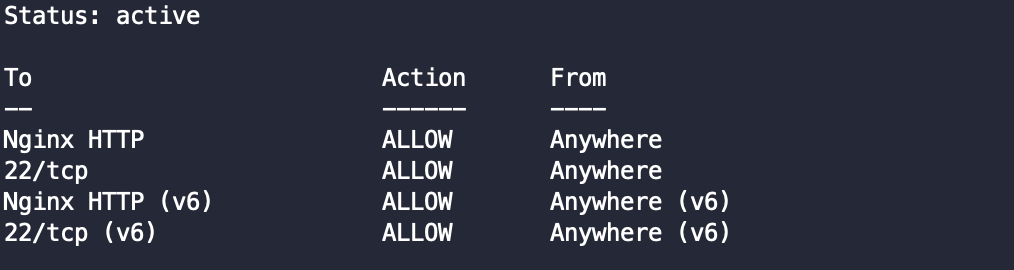 Status: active
To Action From
-- ------ ----
Nginx HTTP ALLOW Anywhere
22/tcp ALLOW Anywhere
Nginx HTTP (v6) ALLOW Anywhere (v6)
22/tcp (v6) ALLOW Anywhere (v6)